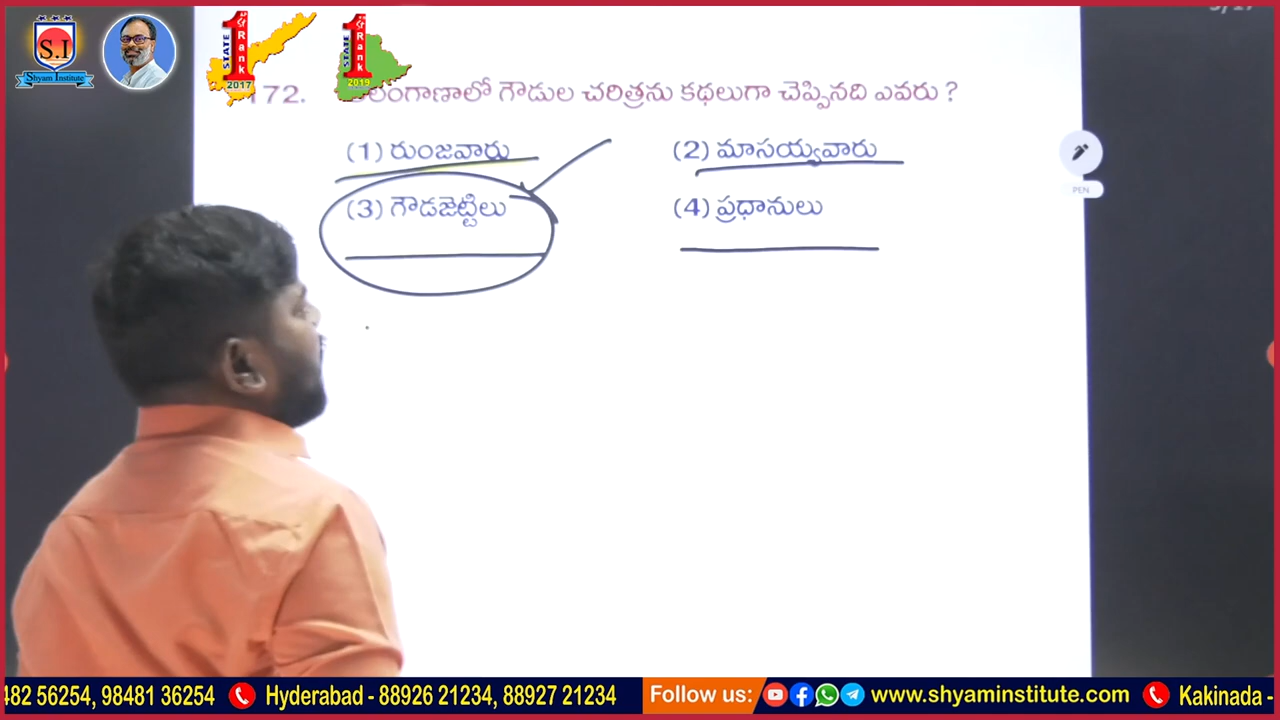 S.I
Shyam Institute
STATE 1st Rank
2017
STATE 1st Rank
2019
172. తెలంగాణాలో గౌడుల చరిత్రను కథలుగా చెప్పినది ఎవరు ?
(1) రుంజవారు
(2) మాసయ్యవారు
(3) గౌడజెట్టిలు
(4) ప్రధానులు
PEN
482 56254, 98481 36254 Hyderabad - 88926 21234, 88927 21234 Follow us: www.shyaminstitute.com Kakinada -